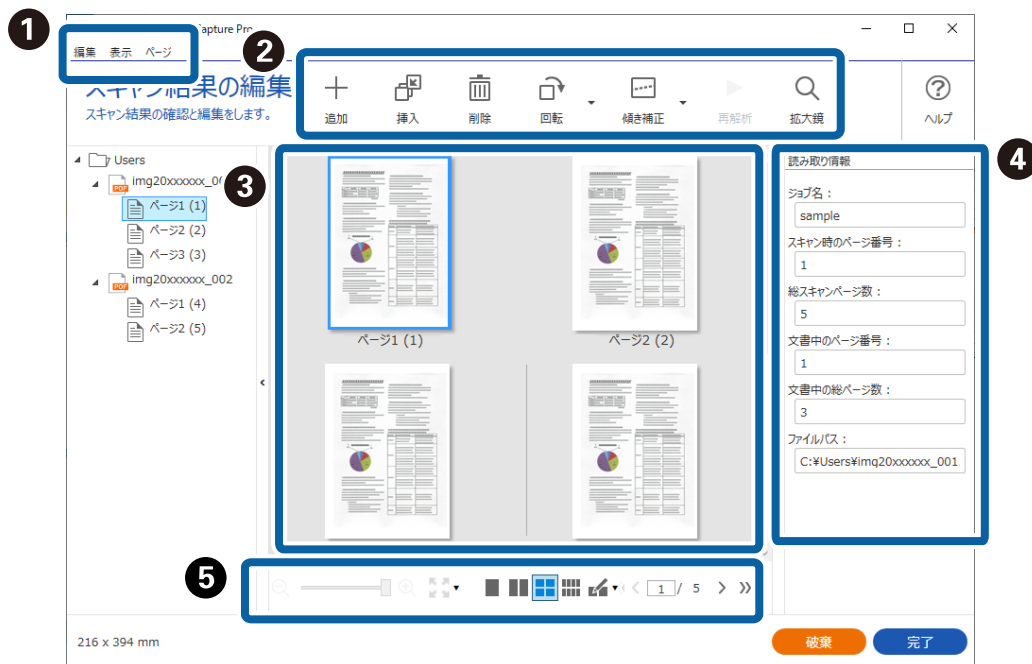 1
apture Pro
編集 表示 ページ
2
スキャン結果の編集
スキャン結果の確認と編集をします。
追加 挿入 削除 回転 傾き補正 再解析 拡大鏡 ヘルプ
3
4
Users
PDF img20xxxxxx_00
ページ1 (1)
ページ2 (2)
ページ3 (3)
PDF img20xxxxxx_002
ページ1 (4)
ページ2 (5)
ページ1 (1)
ページ2 (2)
読み取り情報
ジョブ名：
sample
スキャン時のページ番号：
1
総スキャンページ数：
5
文書中のページ番号：
1
文書中の総ページ数：
3
ファイルパス：
C:¥Users¥img20xxxxxx_001
5
1 / 5
216 x 394 mm
破棄 完了